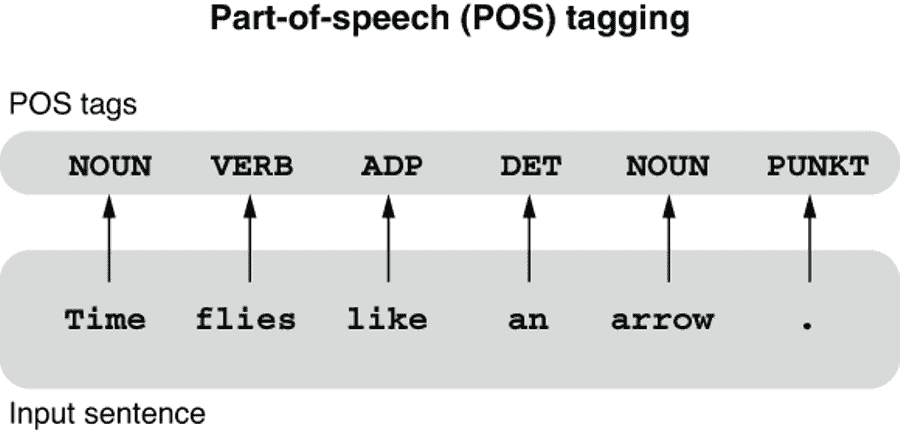 Part-of-speech (POS) tagging
POS tags
NOUN VERB ADP DET NOUN PUNKT
Time flies like an arrow .
Input sentence